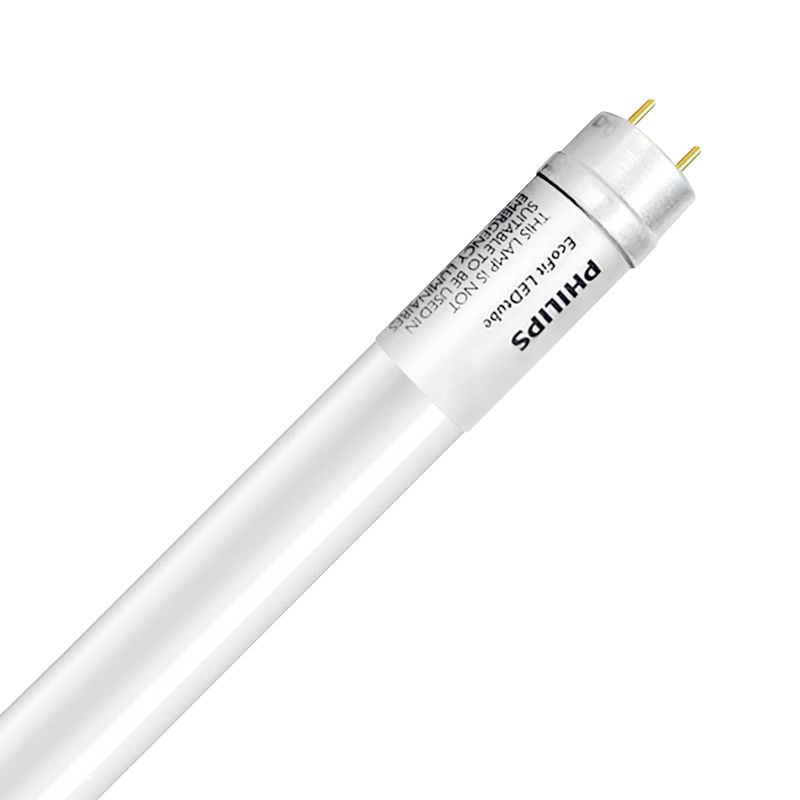 PHILIPS
EcoFit LEDtube
THIS LAMP IS NOT
SUITABLE TO BE USED IN
EMERGENCY LUMINAIRES